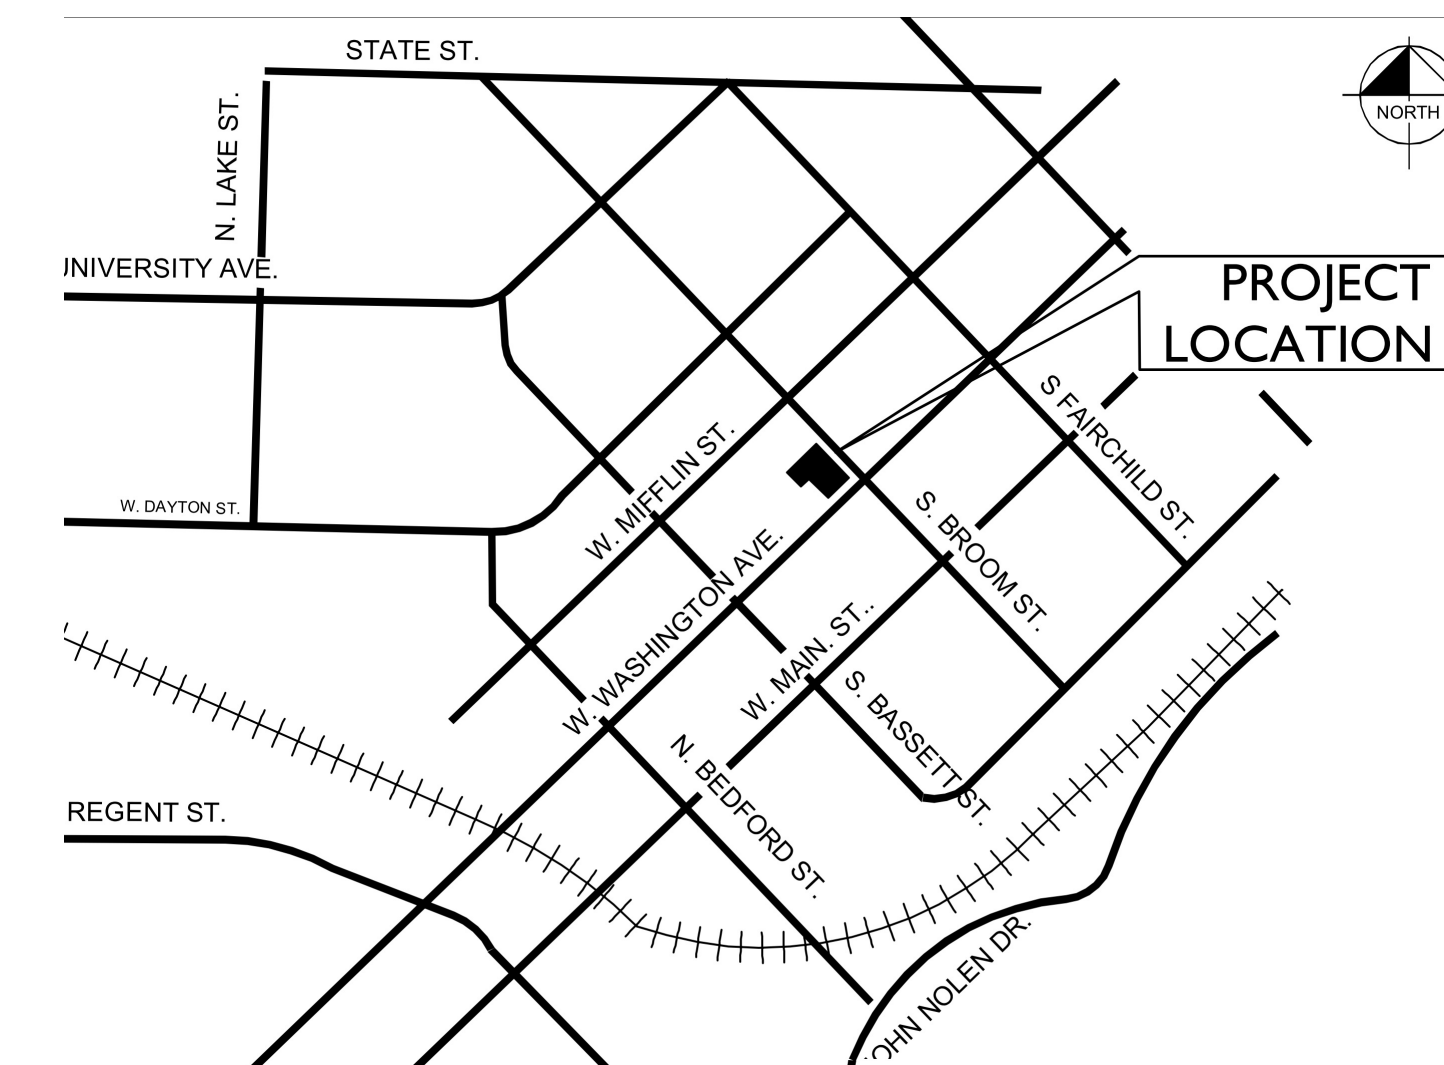 STATE ST.
N. LAKE ST.
NORTH
UNIVERSITY AVE.
PROJECT
LOCATION
S FAIRCHILD ST.
W. MIFFLIN ST.
W. DAYTON ST.
S. BROOM ST.
W. WASHINGTON AVE.
W. MAIN. ST..
S. BASSETT ST.
N. BEDFORD ST.
REGENT ST.
JOHN NOLEN DR.